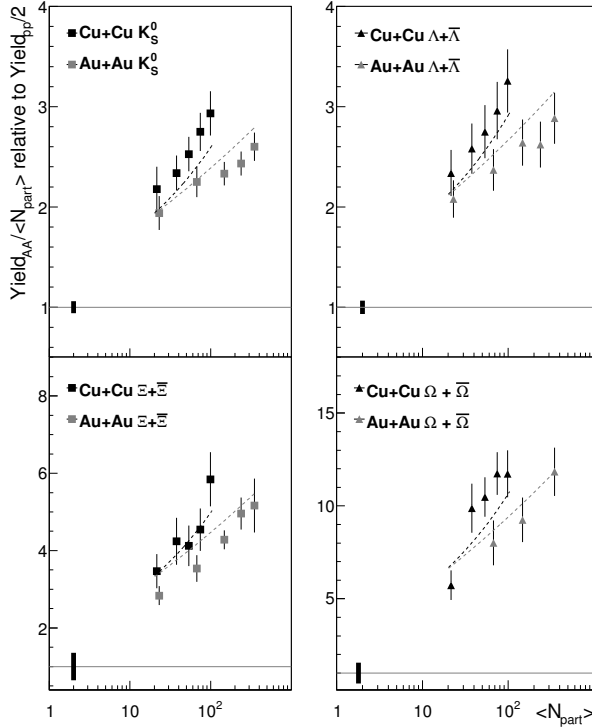 Yield_AA/<N_part> relative to Yield_pp/2
Cu+Cu K⁰_S
Au+Au K⁰_S
4
3
2
1
Cu+Cu Λ+Λ̅
Au+Au Λ+Λ̅
4
3
2
1
Cu+Cu Ξ+Ξ̅
Au+Au Ξ+Ξ̅
8
6
4
2
1 10 10²
Cu+Cu Ω + Ω̅
Au+Au Ω + Ω̅
15
10
5
1 10 10² <N_part>